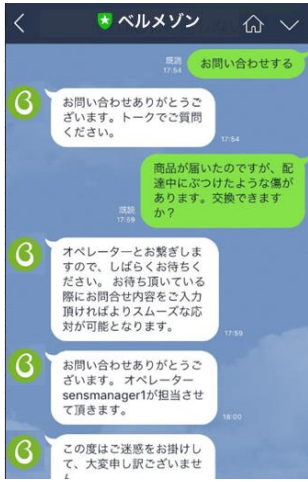 ベルメゾン
お問い合わせする
既読
17:54
お問い合わせありがとうご
ざいます。トークでご質問
ください。
17:54
商品が届いたのですが、配
達中にぶつけたような傷が
あります。交換できます
か？
既読
17:59
オペレーターとお繋ぎしま
すので、しばらくお待ちく
ださい。 お待ち頂いている
際にお問合せ内容をご入力
頂ければよりスムーズな応
対が可能となります。
17:59
お問い合わせありがとうご
ざいます。 オペレーター
sensmanager1が担当させ
て頂きます。
18:00
この度はご迷惑をお掛けし
て、大変申し訳ございませ